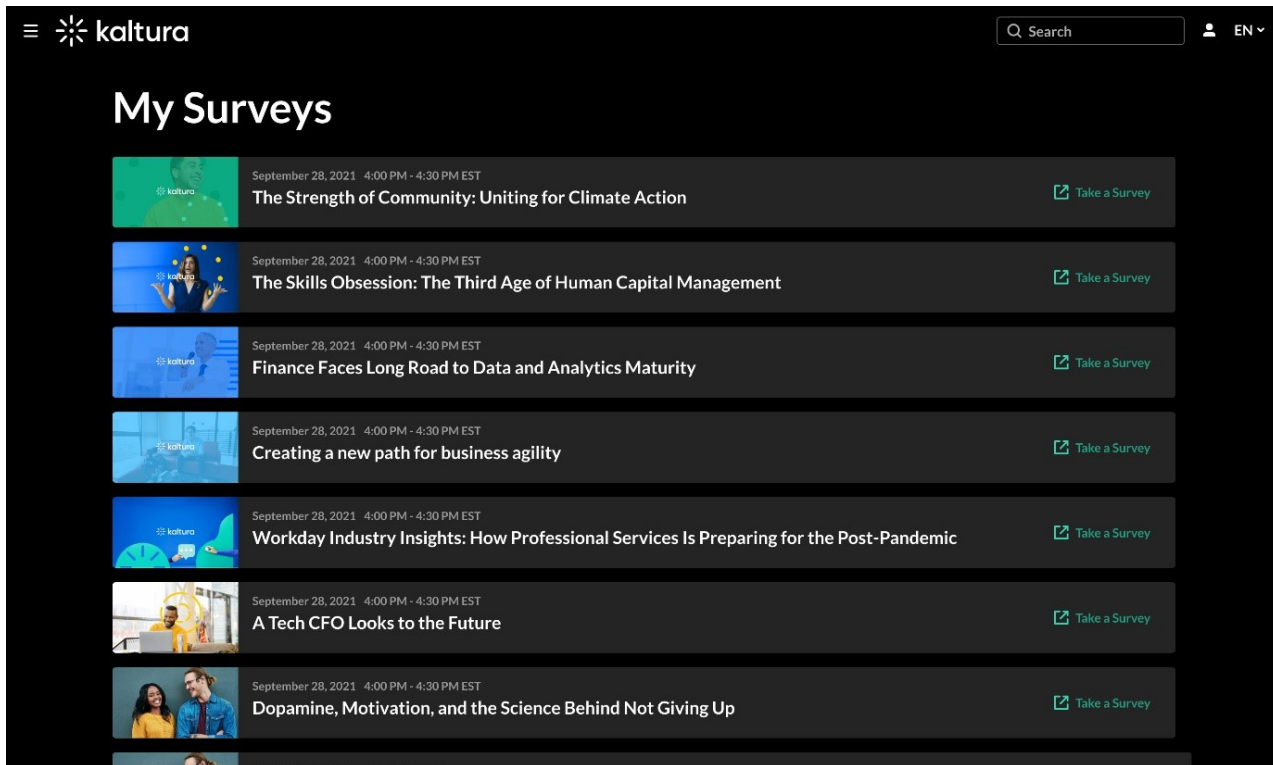 kaltura
Search
EN
My Surveys
kaltura
September 28, 2021 4:00 PM - 4:30 PM EST
The Strength of Community: Uniting for Climate Action
Take a Survey
kaltura
September 28, 2021 4:00 PM - 4:30 PM EST
The Skills Obsession: The Third Age of Human Capital Management
Take a Survey
kaltura
September 28, 2021 4:00 PM - 4:30 PM EST
Finance Faces Long Road to Data and Analytics Maturity
Take a Survey
kaltura
September 28, 2021 4:00 PM - 4:30 PM EST
Creating a new path for business agility
Take a Survey
kaltura
September 28, 2021 4:00 PM - 4:30 PM EST
Workday Industry Insights: How Professional Services Is Preparing for the Post-Pandemic
Take a Survey
September 28, 2021 4:00 PM - 4:30 PM EST
A Tech CFO Looks to the Future
Take a Survey
September 28, 2021 4:00 PM - 4:30 PM EST
Dopamine, Motivation, and the Science Behind Not Giving Up
Take a Survey